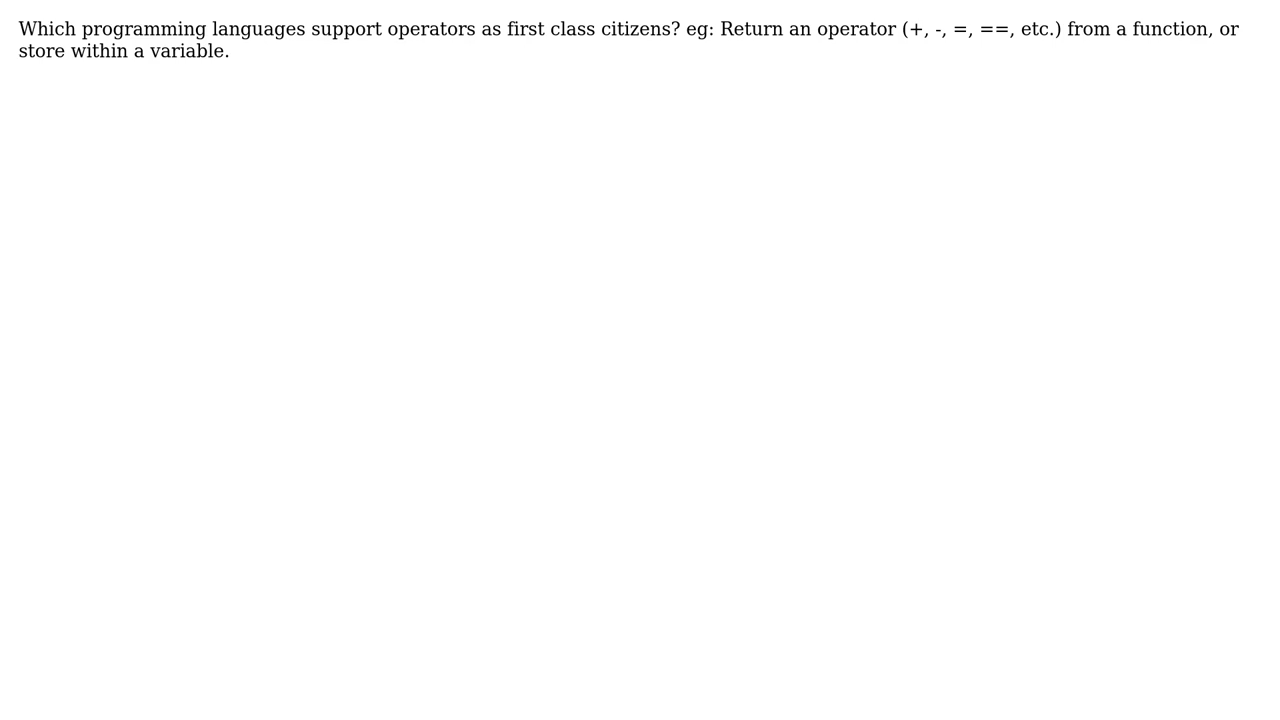 Which programming languages support operators as first class citizens? eg: Return an operator (+, -, =, ==, etc.) from a function, or
store within a variable.